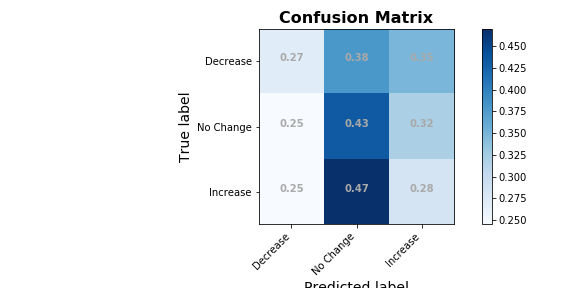 Confusion Matrix
Decrease
0.27
0.38
0.35
No Change
0.25
0.43
0.32
Increase
0.25
0.47
0.28
True label
Decrease
No Change
Increase
Predicted label
0.450
0.425
0.400
0.375
0.350
0.325
0.300
0.275
0.250